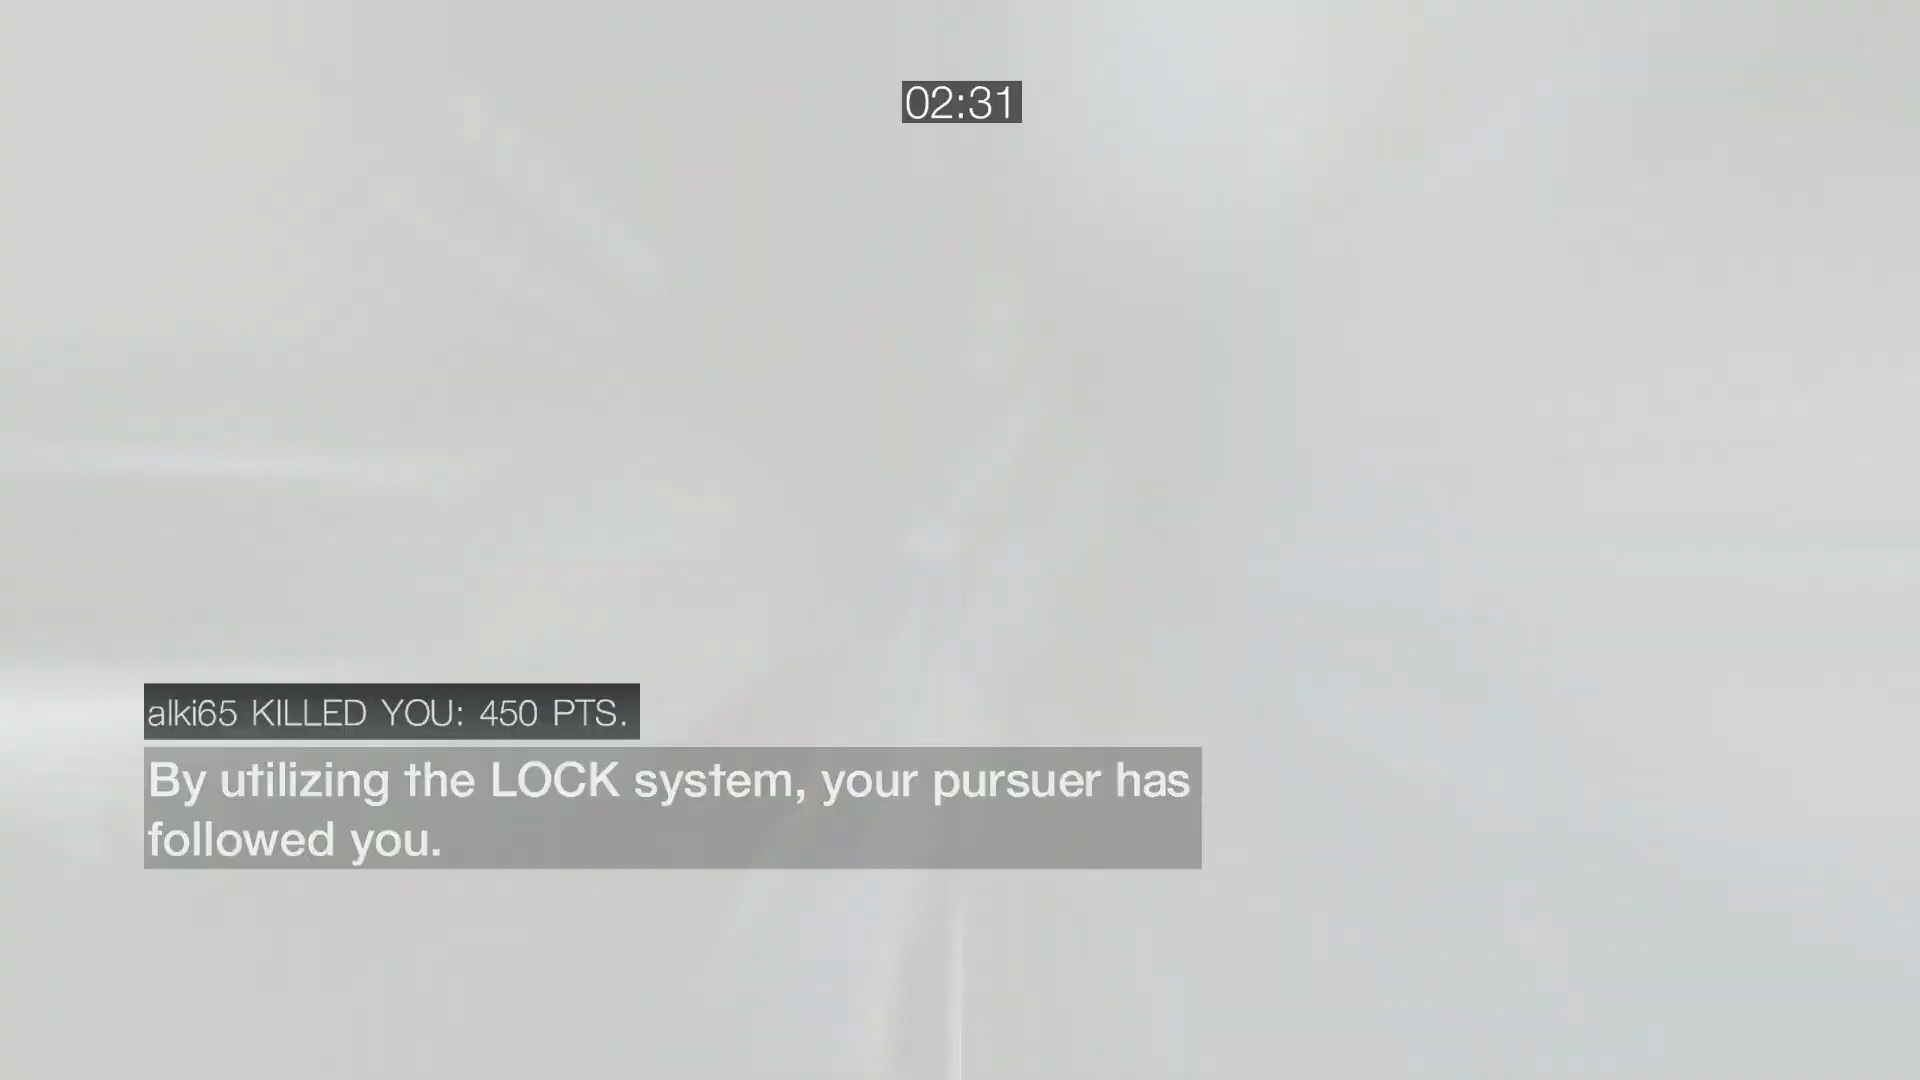 02:31
alki65 KILLED YOU: 450 PTS.
By utilizing the LOCK system, your pursuer has
followed you.